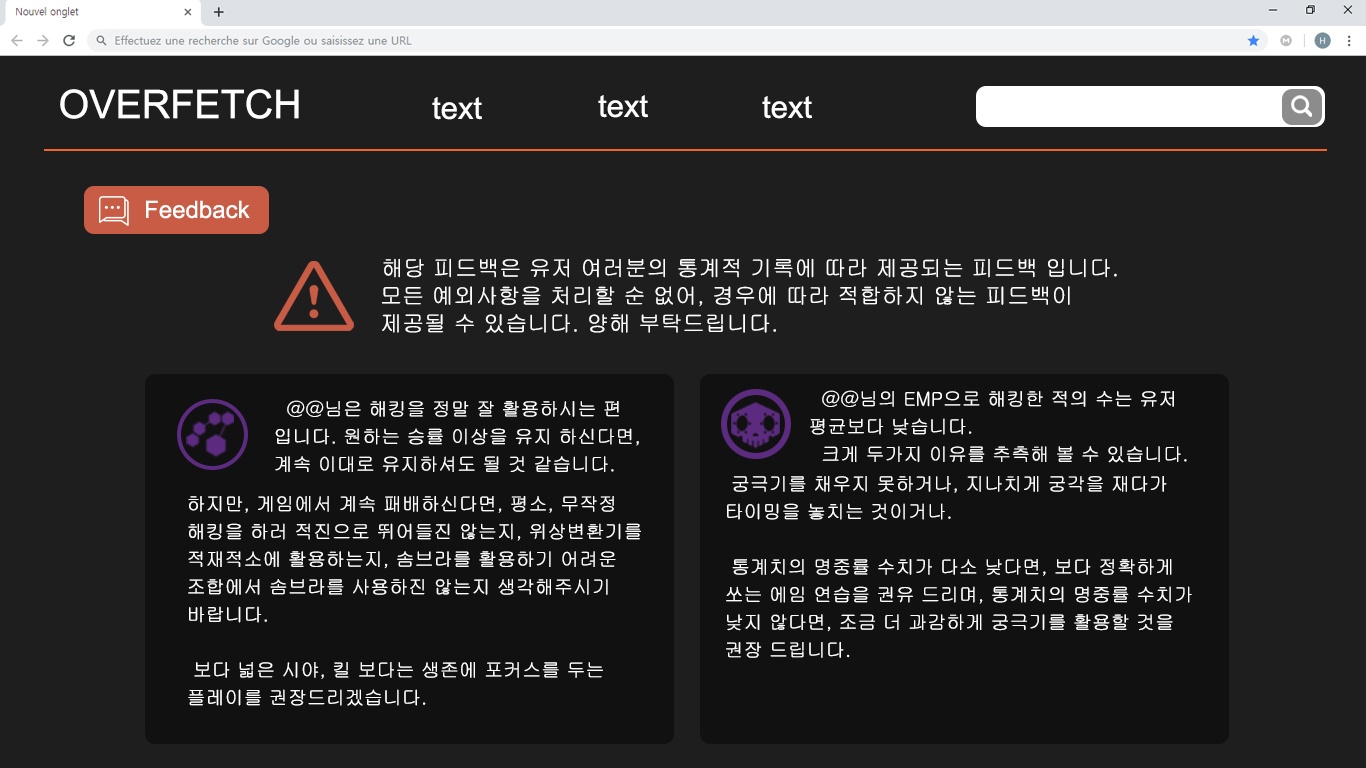 Nouvel onglet
Effectuez une recherche sur Google ou saisissez une URL
M
H
OVERFETCH
text
text
text
Feedback
해당 피드백은 유저 여러분의 통계적 기록에 따라 제공되는 피드백 입니다.
모든 예외사항을 처리할 순 없어, 경우에 따라 적합하지 않는 피드백이
제공될 수 있습니다. 양해 부탁드립니다.
@@님은 해킹을 정말 잘 활용하시는 편
입니다. 원하는 승률 이상을 유지 하신다면,
계속 이대로 유지하셔도 될 것 같습니다.
하지만, 게임에서 계속 패배하신다면, 평소, 무작정
해킹을 하러 적진으로 뛰어들진 않는지, 위상변환기를
적재적소에 활용하는지, 솜브라를 활용하기 어려운
조합에서 솜브라를 사용하진 않는지 생각해주시기
바랍니다.
보다 넓은 시야, 킬 보다는 생존에 포커스를 두는
플레이를 권장드리겠습니다.
@@님의 EMP으로 해킹한 적의 수는 유저
평균보다 낮습니다.
크게 두가지 이유를 추측해 볼 수 있습니다.
궁극기를 채우지 못하거나, 지나치게 궁각을 재다가
타이밍을 놓치는 것이거나.
통계치의 명중률 수치가 다소 낮다면, 보다 정확하게
쏘는 에임 연습을 권유 드리며, 통계치의 명중률 수치가
낮지 않다면, 조금 더 과감하게 궁극기를 활용할 것을
권장 드립니다.